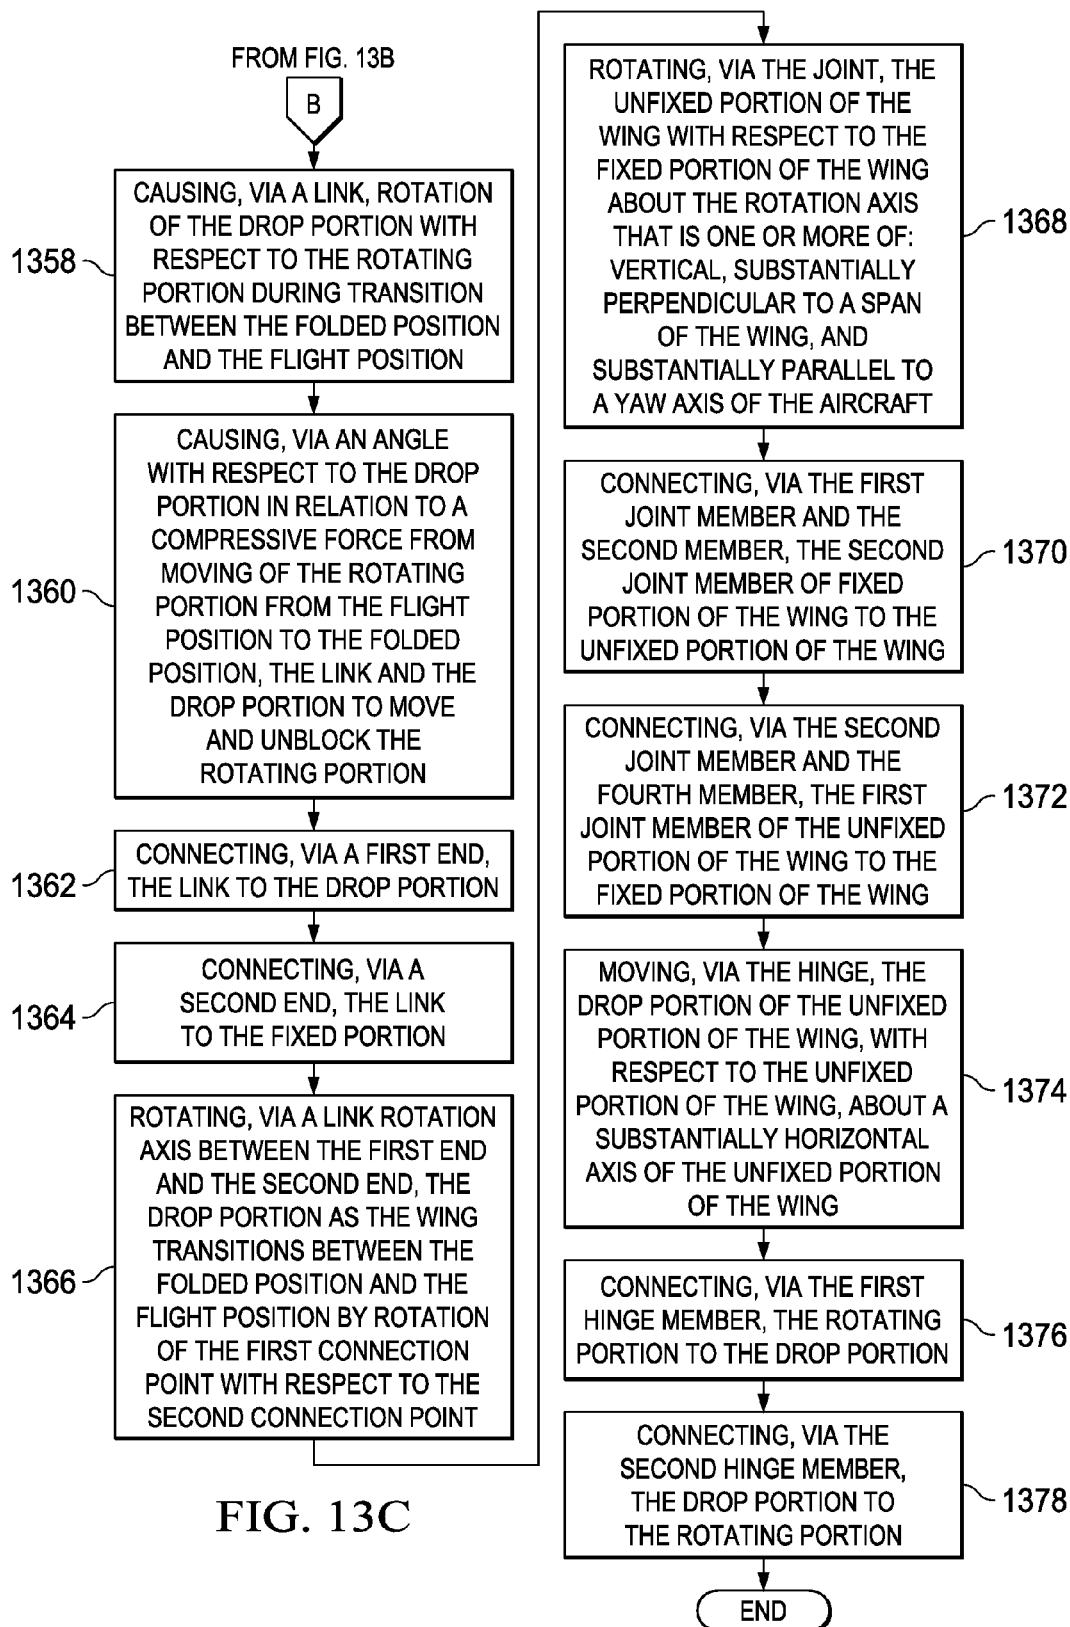 FROM FIG. 13B
B
CAUSING, VIA A LINK, ROTATION
OF THE DROP PORTION WITH
RESPECT TO THE ROTATING
PORTION DURING TRANSITION
BETWEEN THE FOLDED POSITION
AND THE FLIGHT POSITION
1358
CAUSING, VIA AN ANGLE
WITH RESPECT TO THE DROP
PORTION IN RELATION TO A
COMPRESSIVE FORCE FROM
MOVING OF THE ROTATING
PORTION FROM THE FLIGHT
POSITION TO THE FOLDED
POSITION, THE LINK AND THE
DROP PORTION TO MOVE
AND UNBLOCK THE
ROTATING PORTION
1360
CONNECTING, VIA A FIRST END,
THE LINK TO THE DROP PORTION
1362
CONNECTING, VIA A
SECOND END, THE LINK
TO THE FIXED PORTION
1364
ROTATING, VIA A LINK ROTATION
AXIS BETWEEN THE FIRST END
AND THE SECOND END, THE
DROP PORTION AS THE WING
TRANSITIONS BETWEEN THE
FOLDED POSITION AND THE
FLIGHT POSITION BY ROTATION
OF THE FIRST CONNECTION
POINT WITH RESPECT TO THE
SECOND CONNECTION POINT
1366
ROTATING, VIA THE JOINT, THE
UNFIXED PORTION OF THE
WING WITH RESPECT TO THE
FIXED PORTION OF THE WING
ABOUT THE ROTATION AXIS
THAT IS ONE OR MORE OF:
VERTICAL, SUBSTANTIALLY
PERPENDICULAR TO A SPAN
OF THE WING, AND
SUBSTANTIALLY PARALLEL TO
A YAW AXIS OF THE AIRCRAFT
1368
CONNECTING, VIA THE FIRST
JOINT MEMBER AND THE
SECOND MEMBER, THE SECOND
JOINT MEMBER OF FIXED
PORTION OF THE WING TO THE
UNFIXED PORTION OF THE WING
1370
CONNECTING, VIA THE SECOND
JOINT MEMBER AND THE
FOURTH MEMBER, THE FIRST
JOINT MEMBER OF THE UNFIXED
PORTION OF THE WING TO THE
FIXED PORTION OF THE WING
1372
MOVING, VIA THE HINGE, THE
DROP PORTION OF THE UNFIXED
PORTION OF THE WING, WITH
RESPECT TO THE UNFIXED
PORTION OF THE WING, ABOUT A
SUBSTANTIALLY HORIZONTAL
AXIS OF THE UNFIXED PORTION
OF THE WING
1374
CONNECTING, VIA THE FIRST
HINGE MEMBER, THE ROTATING
PORTION TO THE DROP PORTION
1376
CONNECTING, VIA THE
SECOND HINGE MEMBER,
THE DROP PORTION TO
THE ROTATING PORTION
1378
END
FIG. 13C